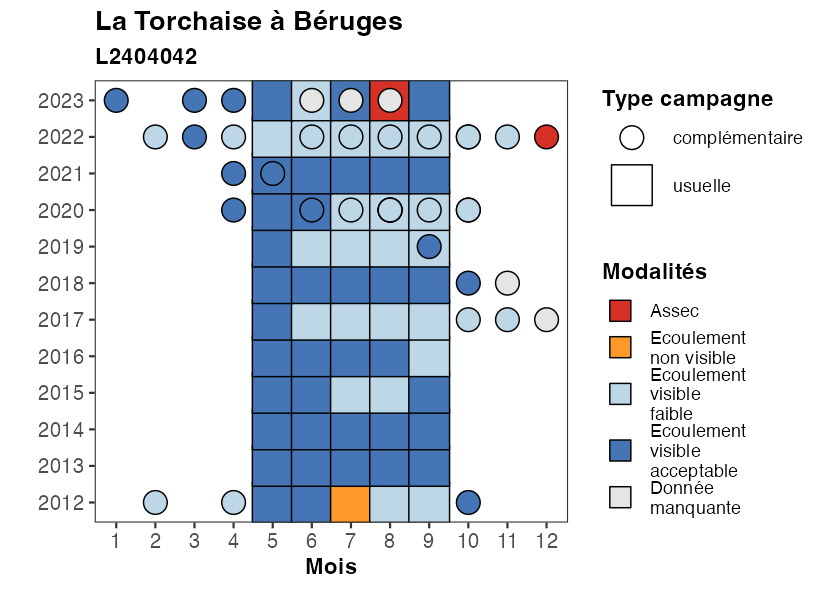 La Torchaise à Béruges
L2404042
2023
2022
2021
2020
2019
2018
2017
2016
2015
2014
2013
2012
1 2 3 4 5 6 7 8 9 10 11 12
Mois
Type campagne
complémentaire
usuelle
Modalités
Assec
Ecoulement
non visible
Ecoulement
visible
faible
Ecoulement
visible
acceptable
Donnée
manquante